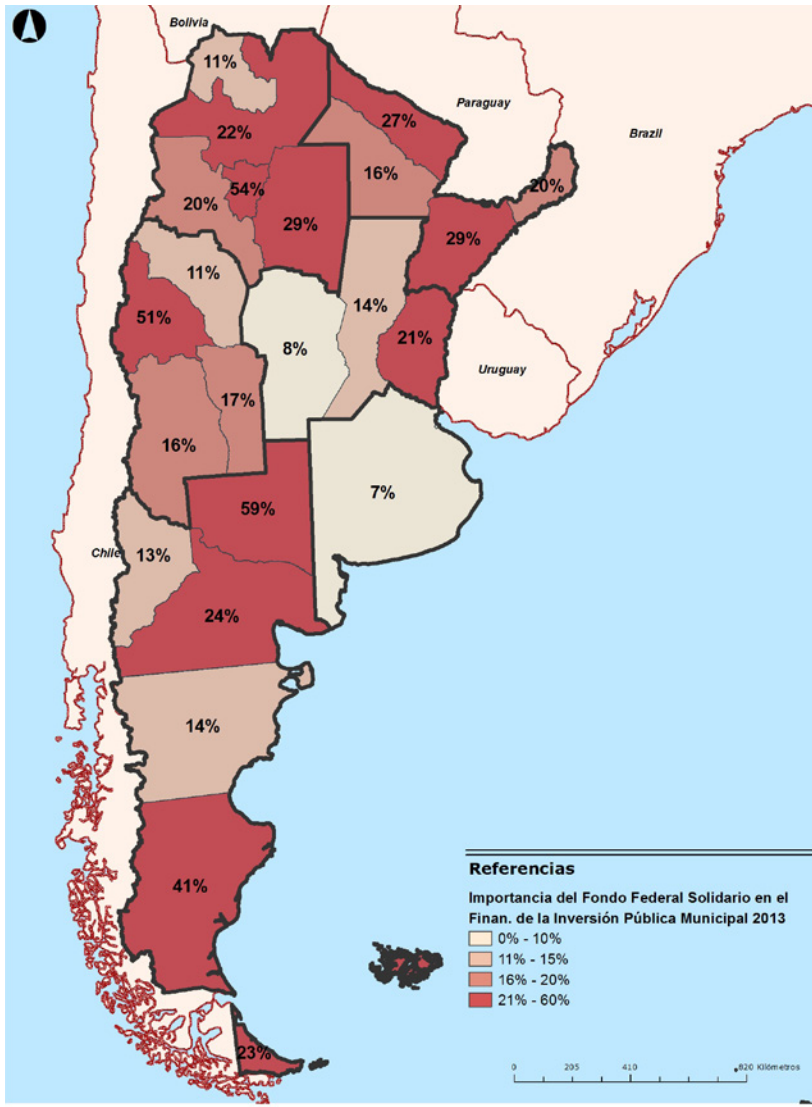 Bolivia
11%
Paraguay
27%
Brazil
22%
16%
20%
54%
20%
29%
29%
11%
14%
51%
21%
8%
Uruguay
17%
16%
7%
59%
Chile
13%
24%
14%
41%
23%
Referencias
Importancia del Fondo Federal Solidario en el
Finan. de la Inversión Pública Municipal 2013
0% - 10%
11% - 15%
16% - 20%
21% - 60%
0 205 410 820 Kilómetros